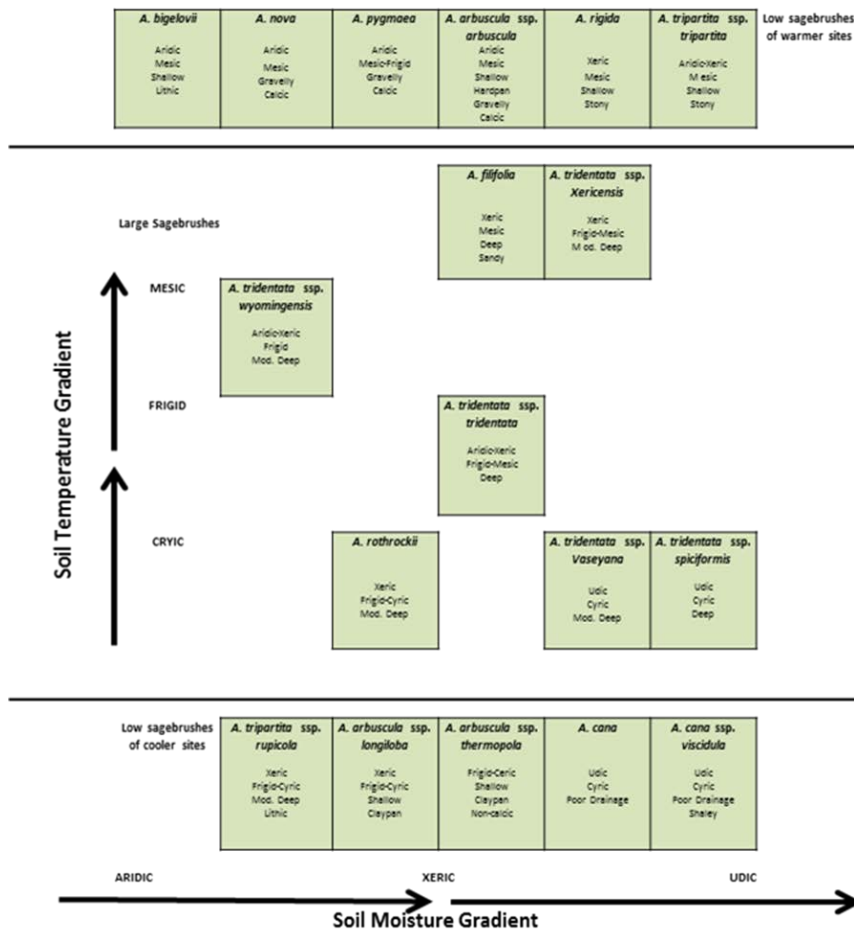 A. bigelovii
Aridic
Mesic
Shallow
Lithic
A. nova
Aridic
Mesic
Gravelly
Calcic
A. pygmaea
Aridic
Mesic-Frigid
Gravelly
Calcic
A. arbuscula ssp.
arbuscula
Aridic
Mesic
Shallow
Hardpan
Gravelly
Calcic
A. rigida
Xeric
Mesic
Shallow
Stony
A. tripartita ssp.
tripartita
Aridic-Xeric
M esic
Shallow
Stony
Low sagebrushes
of warmer sites
Large Sagebrushes
A. filifolia
Xeric
Mesic
Deep
Sandy
A. tridentata ssp.
Xericensis
Xeric
Frigid-Mesic
M od. Deep
Soil Temperature Gradient
MESIC
A. tridentata ssp.
wyomingensis
Aridic-Xeric
Frigid
Mod. Deep
FRIGID
A. tridentata ssp.
tridentata
Aridic-Xeric
Frigid-Mesic
Deep
CRYIC
A. rothrockii
Xeric
Frigid-Cyric
Mod. Deep
A. tridentata ssp.
Vaseyana
Udic
Cyric
Mod. Deep
A. tridentata ssp.
spiciformis
Udic
Cyric
Deep
Low sagebrushes
of cooler sites
A. tripartita ssp.
rupicola
Xeric
Frigid-Cyric
Mod. Deep
Lithic
A. arbuscula ssp.
longiloba
Xeric
Frigid-Cyric
Shallow
Claypan
A. arbuscula ssp.
thermopola
Frigid-Ceric
Shallow
Claypan
Non-calcic
A. cana
Udic
Cyric
Poor Drainage
A. cana ssp.
viscidula
Udic
Cyric
Poor Drainage
Shaley
ARIDIC
XERIC
UDIC
Soil Moisture Gradient